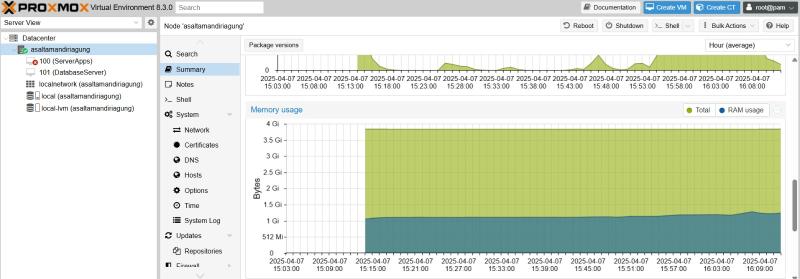 PROXMOX Virtual Environment 8.3.0
Documentation
Create VM
Create CT
root@pam
Server View
Datacenter
asaltamandiriagung
100 (ServerApps)
101 (DatabaseServer)
localnetwork (asaltamandiriagung)
local (asaltamandiriagung)
local-lvm (asaltamandiriagung)
Node 'asaltamandiriagung'
Reboot
Shutdown
Shell
Bulk Actions
Help
Search
Summary
Notes
Shell
System
Network
Certificates
DNS
Hosts
Options
Time
System Log
Updates
Repositories
Firewall
Package versions
Hour (average)
0
2025-04-07 2025-04-07 2025-04-07 2025-04-07 2025-04-07 2025-04-07 2025-04-07 2025-04-07 2025-04-07 2025-04-07 2025-04-07 2025-04-07 2025-04-07 2025-04-07
15:03:00 15:08:00 15:13:00 15:18:00 15:23:00 15:28:00 15:33:00 15:38:00 15:43:00 15:48:00 15:53:00 15:58:00 16:03:00 16:08:00
Memory usage
Total
RAM usage
Bytes
4 Gi
3.5 Gi
3 Gi
2.5 Gi
2 Gi
1.5 Gi
1 Gi
512 Mi
0
2025-04-07 2025-04-07 2025-04-07 2025-04-07 2025-04-07 2025-04-07 2025-04-07 2025-04-07 2025-04-07 2025-04-07 2025-04-07 2025-04-07
15:03:00 15:09:00 15:15:00 15:21:00 15:27:00 15:33:00 15:39:00 15:45:00 15:51:00 15:57:00 16:03:00 16:09:00